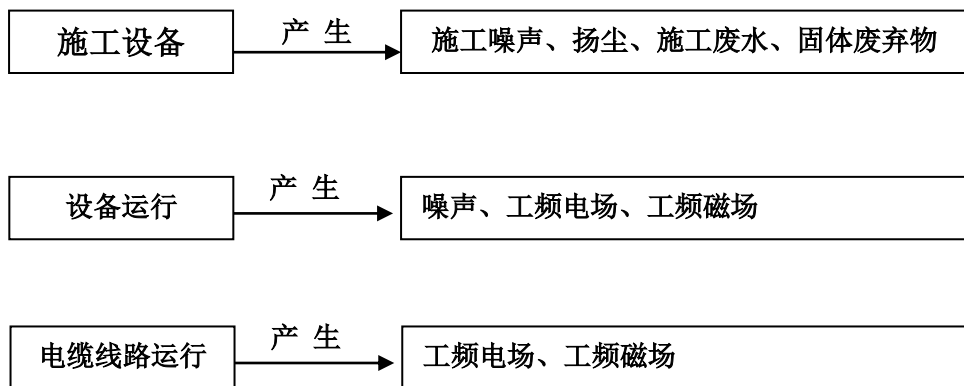 施工设备
产 生
施工噪声、扬尘、施工废水、固体废弃物
设备运行
产 生
噪声、工频电场、工频磁场
电缆线路运行
产 生
工频电场、工频磁场